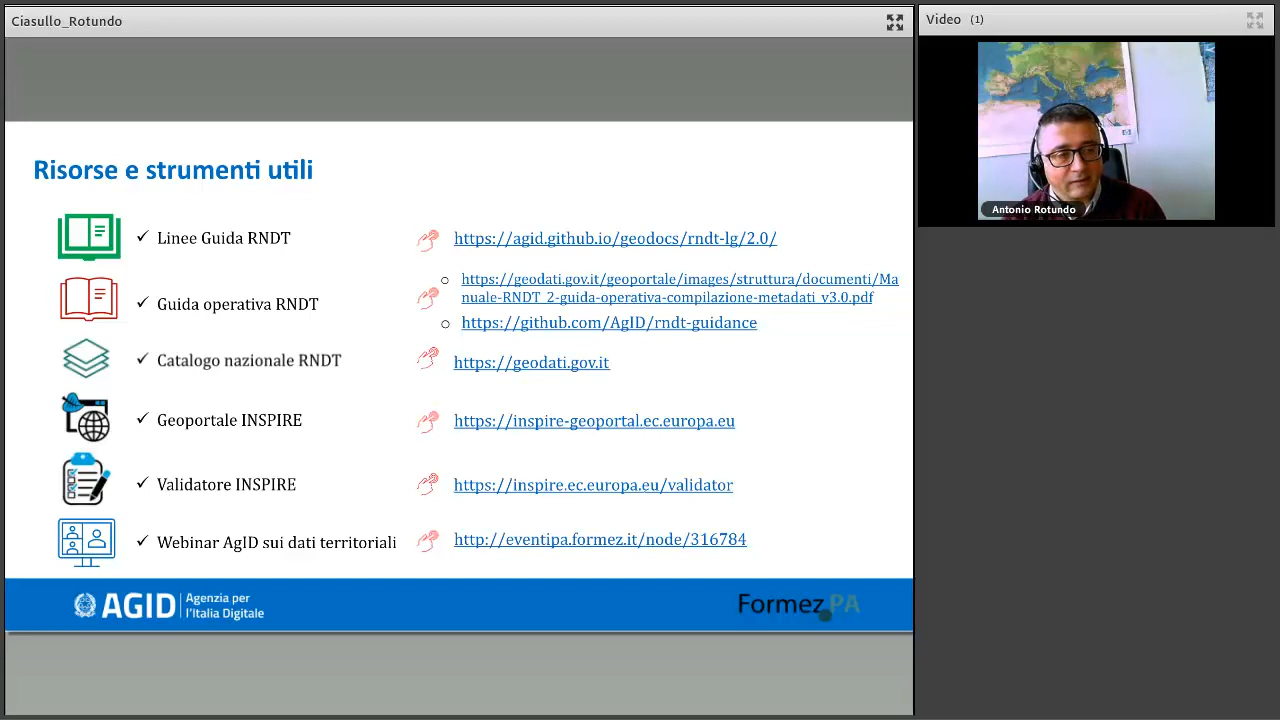 Ciasullo_Rotundo
Video (1)
Antonio Rotundo
Risorse e strumenti utili
✓ Linee Guida RNDT
https://agid.github.io/geodocs/rndt-lg/2.0/
✓ Guida operativa RNDT
o https://geodati.gov.it/geoportale/images/struttura/documenti/Ma
nuale-RNDT_2-guida-operativa-compilazione-metadati_v3.0.pdf
o https://github.com/AgID/rndt-guidance
✓ Catalogo nazionale RNDT
https://geodati.gov.it
✓ Geoportale INSPIRE
https://inspire-geoportal.ec.europa.eu
✓ Validatore INSPIRE
https://inspire.ec.europa.eu/validator
✓ Webinar AgID sui dati territoriali
http://eventipa.formez.it/node/316784
AGID
Agenzia per
l'Italia Digitale
Formez PA